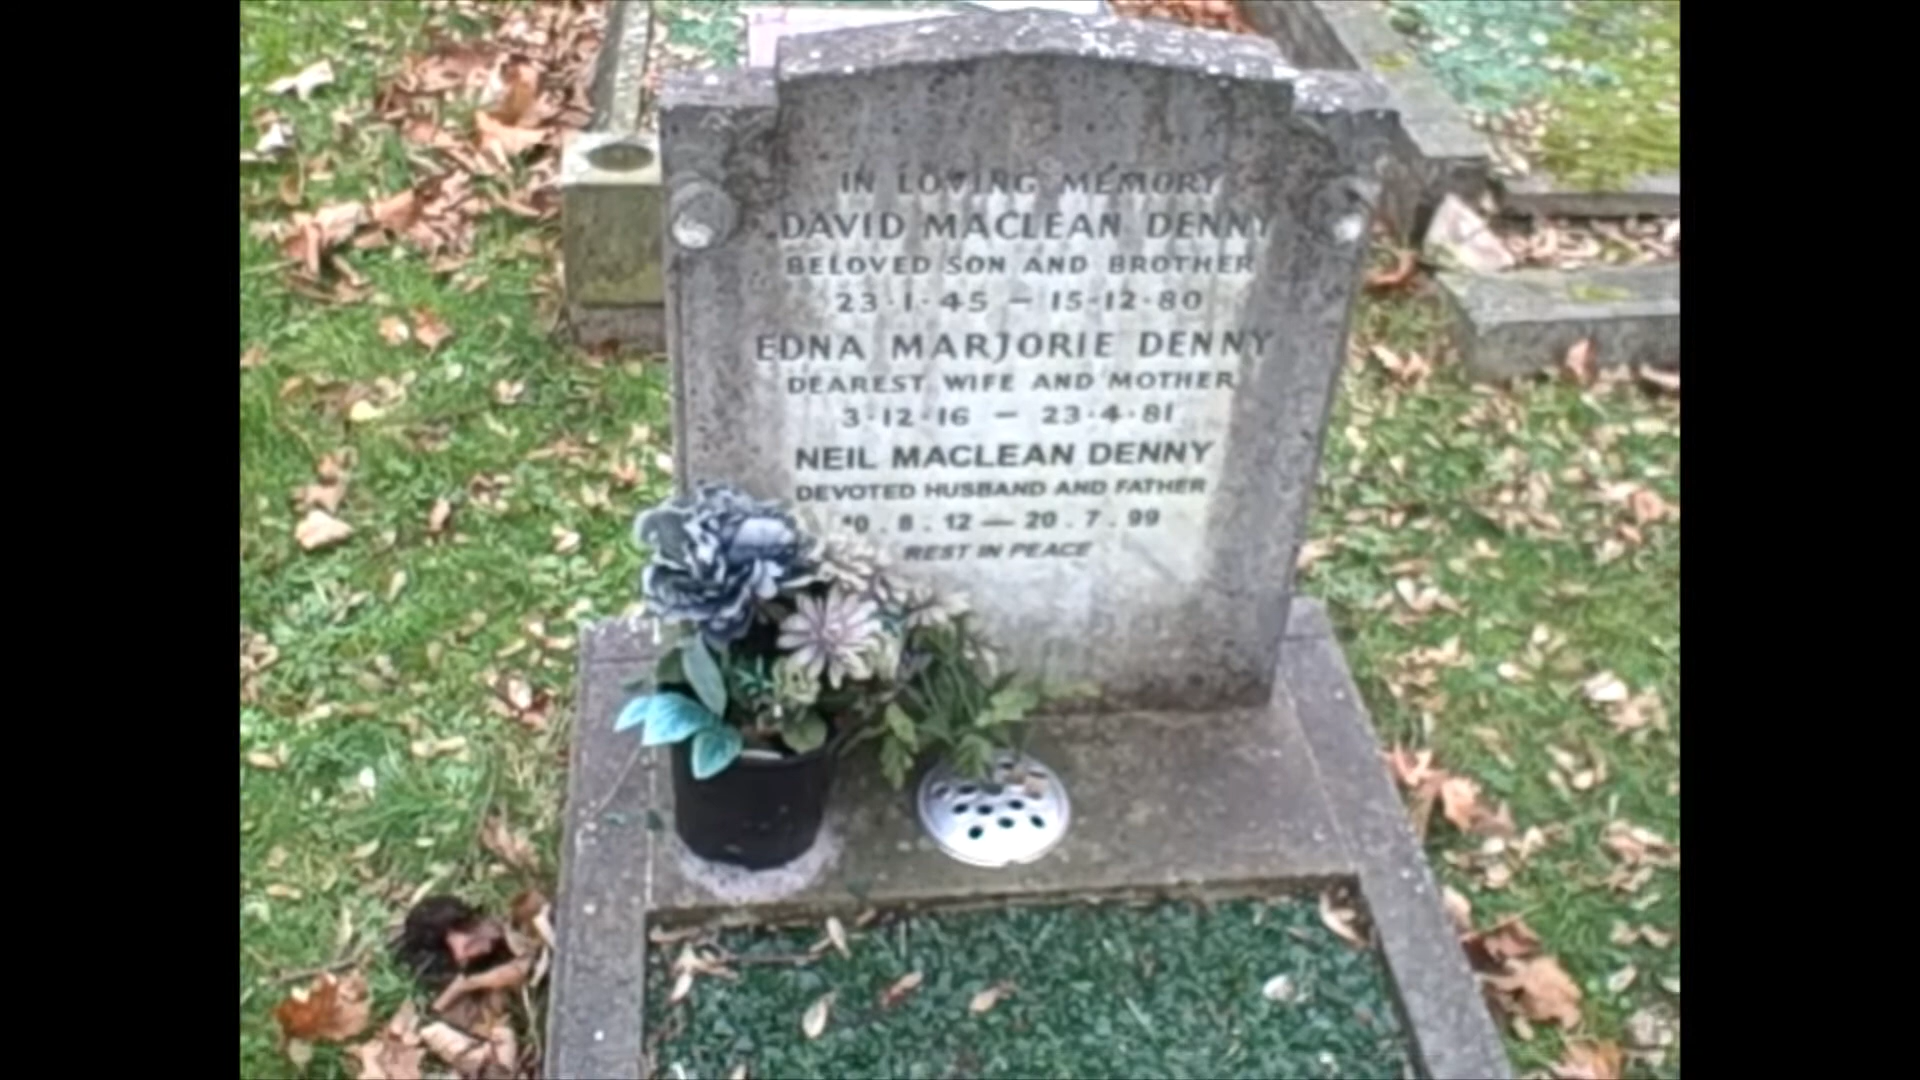 IN LOVING MEMORY
DAVID MACLEAN DENNY
BELOVED SON AND BROTHER
23·1·45 – 15·12·80
EDNA MARJORIE DENNY
DEAREST WIFE AND MOTHER
3·12·16 – 23·4·81
NEIL MACLEAN DENNY
DEVOTED HUSBAND AND FATHER
8.12—20.7.99
REST IN PEACE